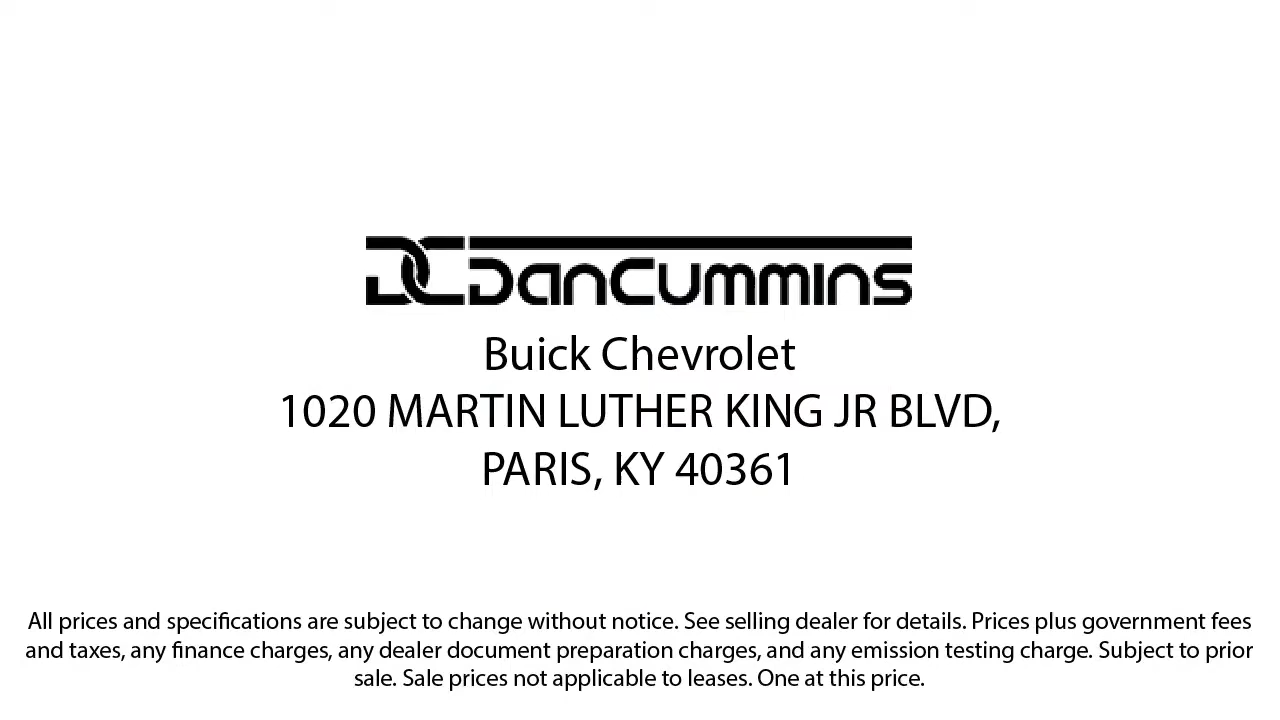 DC DanCummins
Buick Chevrolet
1020 MARTIN LUTHER KING JR BLVD,
PARIS, KY 40361
All prices and specifications are subject to change without notice. See selling dealer for details. Prices plus government fees
and taxes, any finance charges, any dealer document preparation charges, and any emission testing charge. Subject to prior
sale. Sale prices not applicable to leases. One at this price.